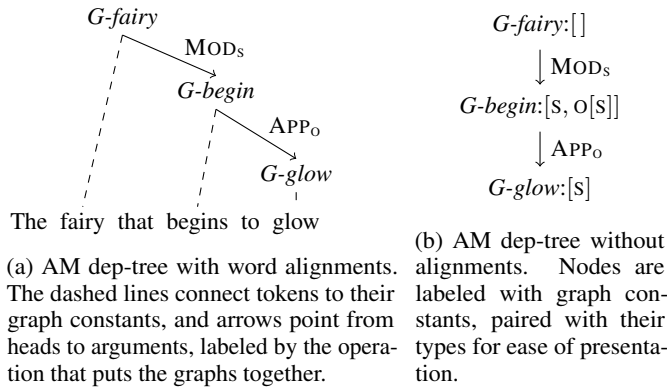 G-fairy
MODS
G-begin
APPO
G-glow
The fairy that begins to glow
(a) AM dep-tree with word alignments.
The dashed lines connect tokens to their
graph constants, and arrows point from
heads to arguments, labeled by the opera-
tion that puts the graphs together.
G-fairy:[ ]
MODS
G-begin:[S, O[S]]
APPO
G-glow:[S]
(b) AM dep-tree without
alignments. Nodes are
labeled with graph con-
stants, paired with their
types for ease of presenta-
tion.